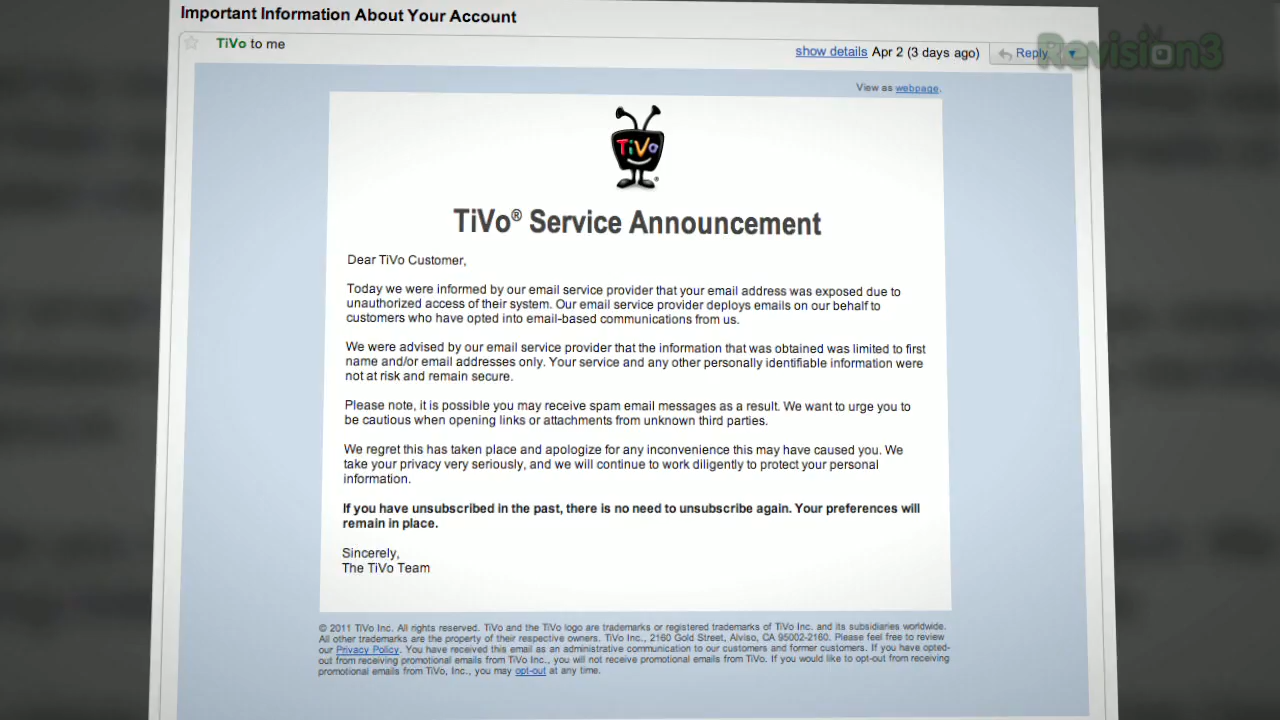 Important Information About Your Account
TiVo to me
show details Apr 2 (3 days ago)
Reply
Revision3
View as webpage.
TiVo
TiVo® Service Announcement
Dear TiVo Customer,
Today we were informed by our email service provider that your email address was exposed due to
unauthorized access of their system. Our email service provider deploys emails on our behalf to
customers who have opted into email-based communications from us.
We were advised by our email service provider that the information that was obtained was limited to first
name and/or email addresses only. Your service and any other personally identifiable information were
not at risk and remain secure.
Please note, it is possible you may receive spam email messages as a result. We want to urge you to
be cautious when opening links or attachments from unknown third parties.
We regret this has taken place and apologize for any inconvenience this may have caused you. We
take your privacy very seriously, and we will continue to work diligently to protect your personal
information.
If you have unsubscribed in the past, there is no need to unsubscribe again. Your preferences will
remain in place.
Sincerely,
The TiVo Team
© 2011 TiVo Inc. All rights reserved. TiVo and the TiVo logo are trademarks or registered trademarks of TiVo Inc. and its subsidiaries worldwide.
All other trademarks are the property of their respective owners. TiVo Inc., 2160 Gold Street, Alviso, CA 95002-2160. Please feel free to review
our Privacy Policy. You have received this email as an administrative communication to our customers and former customers. If you have opted-
out from receiving promotional emails from TiVo Inc., you will not receive promotional emails from TiVo. If you would like to opt-out from receiving
promotional emails from TiVo, Inc., you may opt-out at any time.